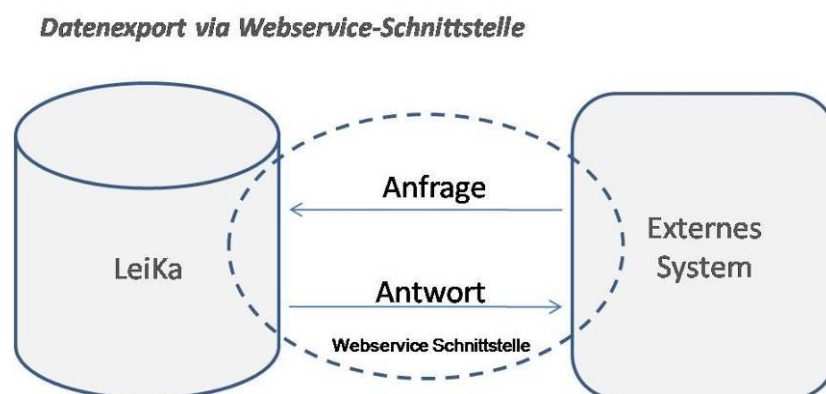 Datenexport via Webservice-Schnittstelle
Anfrage
LeiKa
Externes
System
Antwort
Webservice Schnittstelle